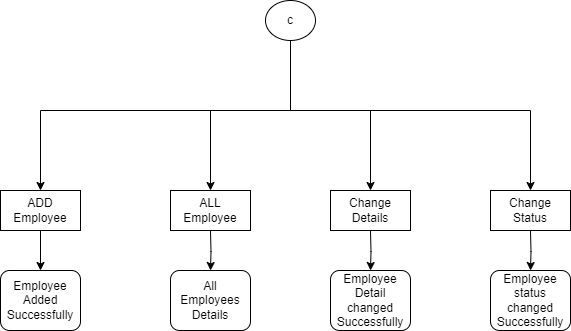 c
ADD
Employee
ALL
Employee
Change
Details
Change
Status
Employee
Added
Successfully
All
Employees
Details
Employee
Detail
changed
Successfully
Employee
status
changed
Successfully